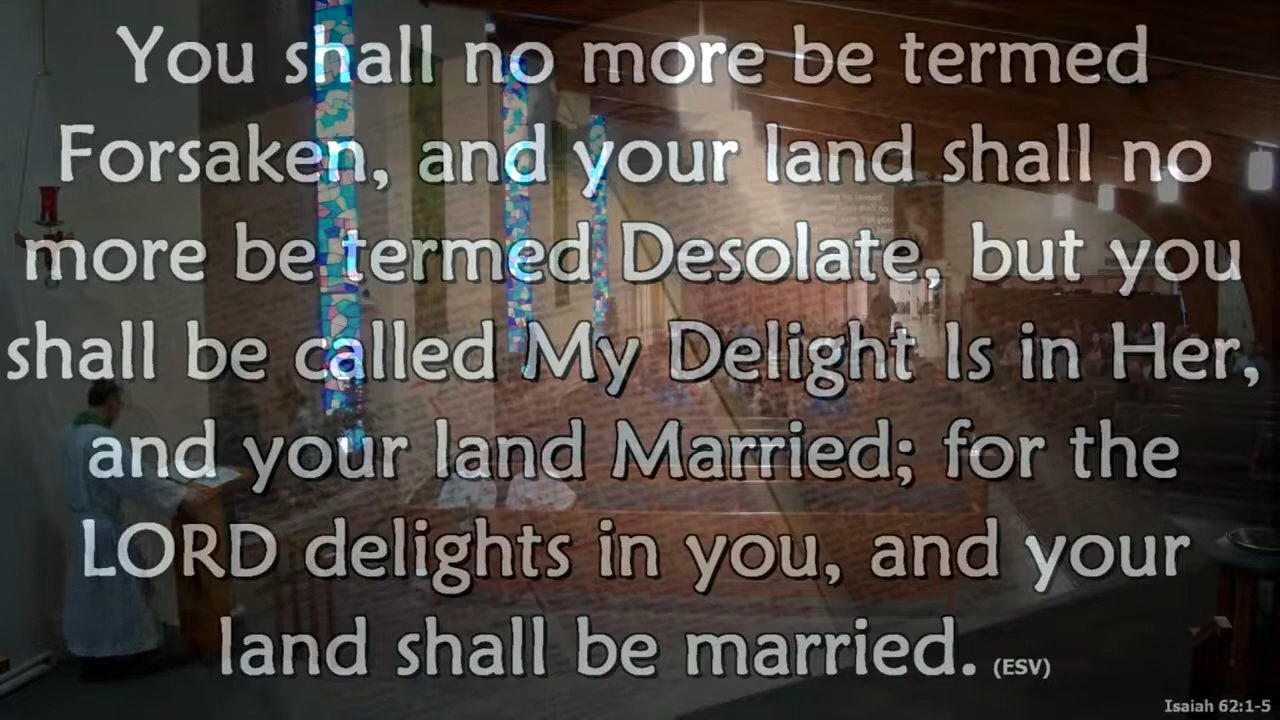 You shall no more be termed
Forsaken, and your land shall no
more be termed Desolate, but you
shall be called My Delight Is in Her,
and your land Married; for the
LORD delights in you, and your
land shall be married. (ESV)
Isaiah 62:1-5